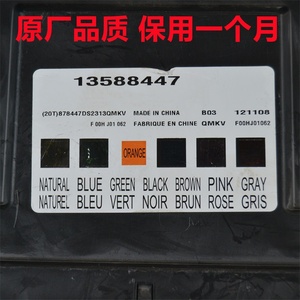 原厂品质 保用一个月
13588447
(20T)878447DS2313QMKV MADE IN CHINA B03 121108
F 00H J01 062 FABRIQUE EN CHINE QMKV F00HJ01062
ORANGE
NATURAL BLUE GREEN BLACK BROWN PINK GRAY
NATUREL BLEU VERT NOIR BRUN ROSE GRIS